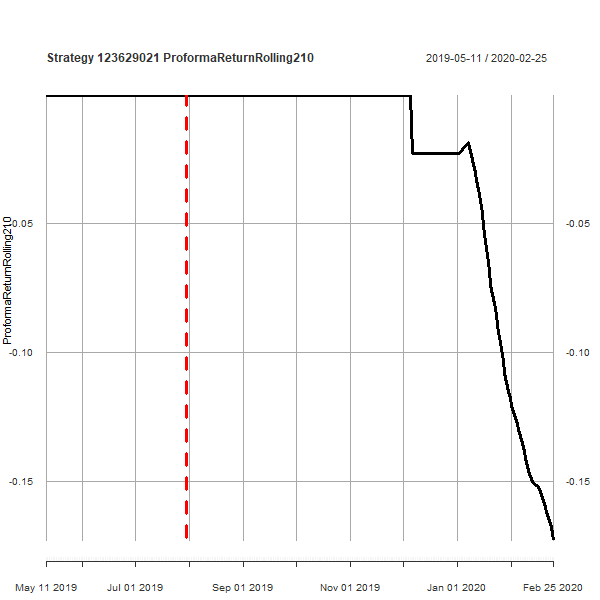 Strategy 123629021 ProformaReturnRolling210
2019-05-11 / 2020-02-25
ProformaReturnRolling210
-0.05
-0.05
-0.10
-0.10
-0.15
-0.15
May 11 2019
Jul 01 2019
Sep 01 2019
Nov 01 2019
Jan 01 2020
Feb 25 2020